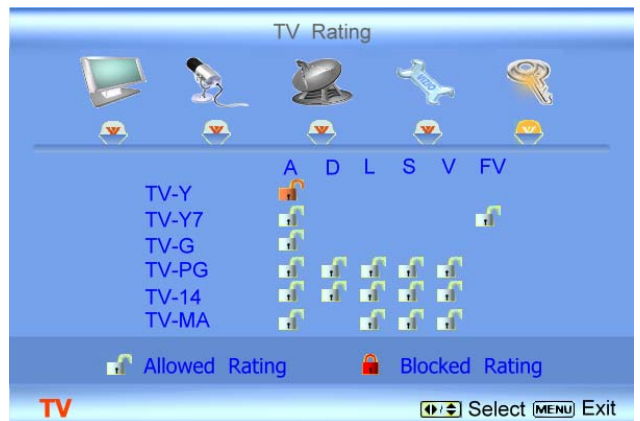 TV Rating
VIZIO
A D L S V FV
TV-Y
TV-Y7
TV-G
TV-PG
TV-14
TV-MA
Allowed Rating Blocked Rating
TV Select MENU Exit